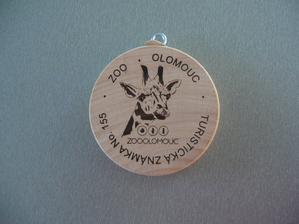 ZOO · OLOMOUC · TURISTICKÁ ZNÁMKA No 155 ·
ZOOOLOMOUC